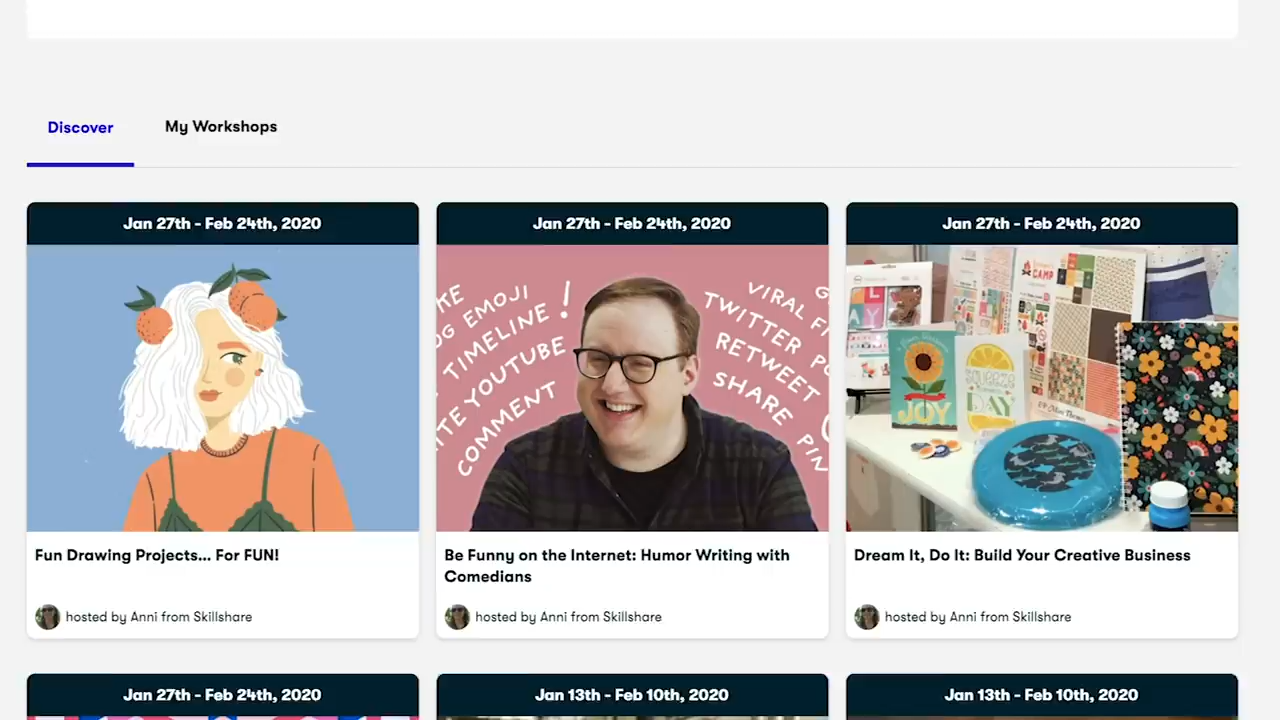 Discover
My Workshops
Jan 27th - Feb 24th, 2020
Jan 27th - Feb 24th, 2020
Jan 27th - Feb 24th, 2020
EMOJI
TIMELINE !
YOUTUBE
COMMENT
VIRAL
TWITTER
RETWEET
SHARE
PIN
CAMP
JOY
SQUEEZE
DAY
Fun Drawing Projects... For FUN!
Be Funny on the Internet: Humor Writing with
Comedians
Dream It, Do It: Build Your Creative Business
hosted by Anni from Skillshare
hosted by Anni from Skillshare
hosted by Anni from Skillshare
Jan 27th - Feb 24th, 2020
Jan 13th - Feb 10th, 2020
Jan 13th - Feb 10th, 2020